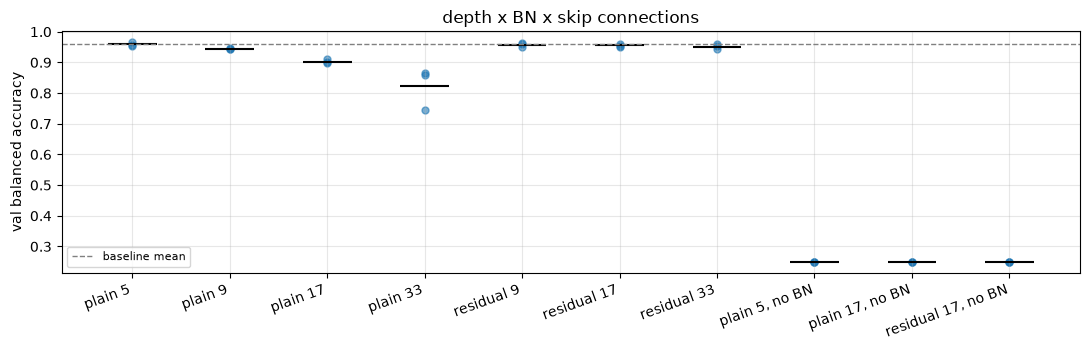 depth x BN x skip connections
val balanced accuracy
1.0
0.9
0.8
0.7
0.6
0.5
0.4
0.3
baseline mean
plain 5
plain 9
plain 17
plain 33
residual 9
residual 17
residual 33
plain 5, no BN
plain 17, no BN
residual 17, no BN